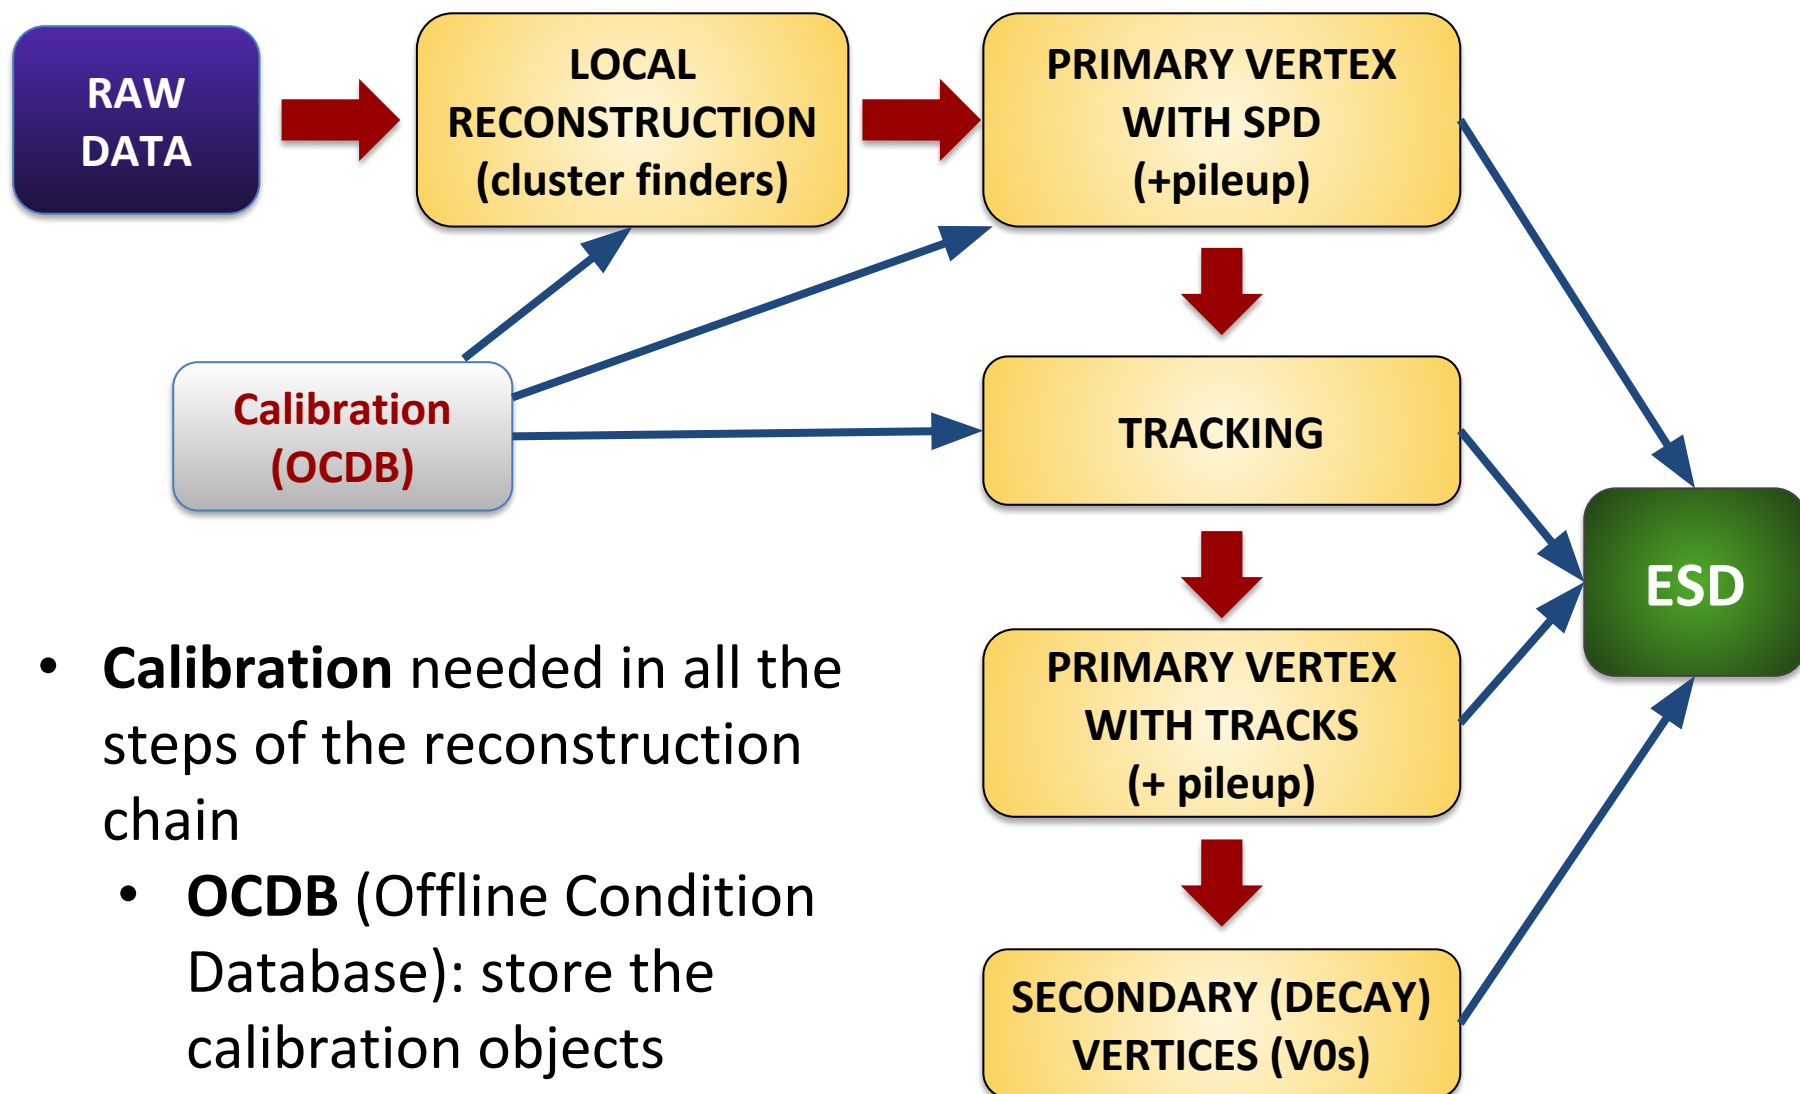 RAW
DATA
LOCAL
RECONSTRUCTION
(cluster finders)
PRIMARY VERTEX
WITH SPD
(+pileup)
Calibration
(OCDB)
TRACKING
ESD
PRIMARY VERTEX
WITH TRACKS
(+ pileup)
SECONDARY (DECAY)
VERTICES (V0s)
• Calibration needed in all the
steps of the reconstruction
chain
• OCDB (Offline Condition
Database): store the
calibration objects